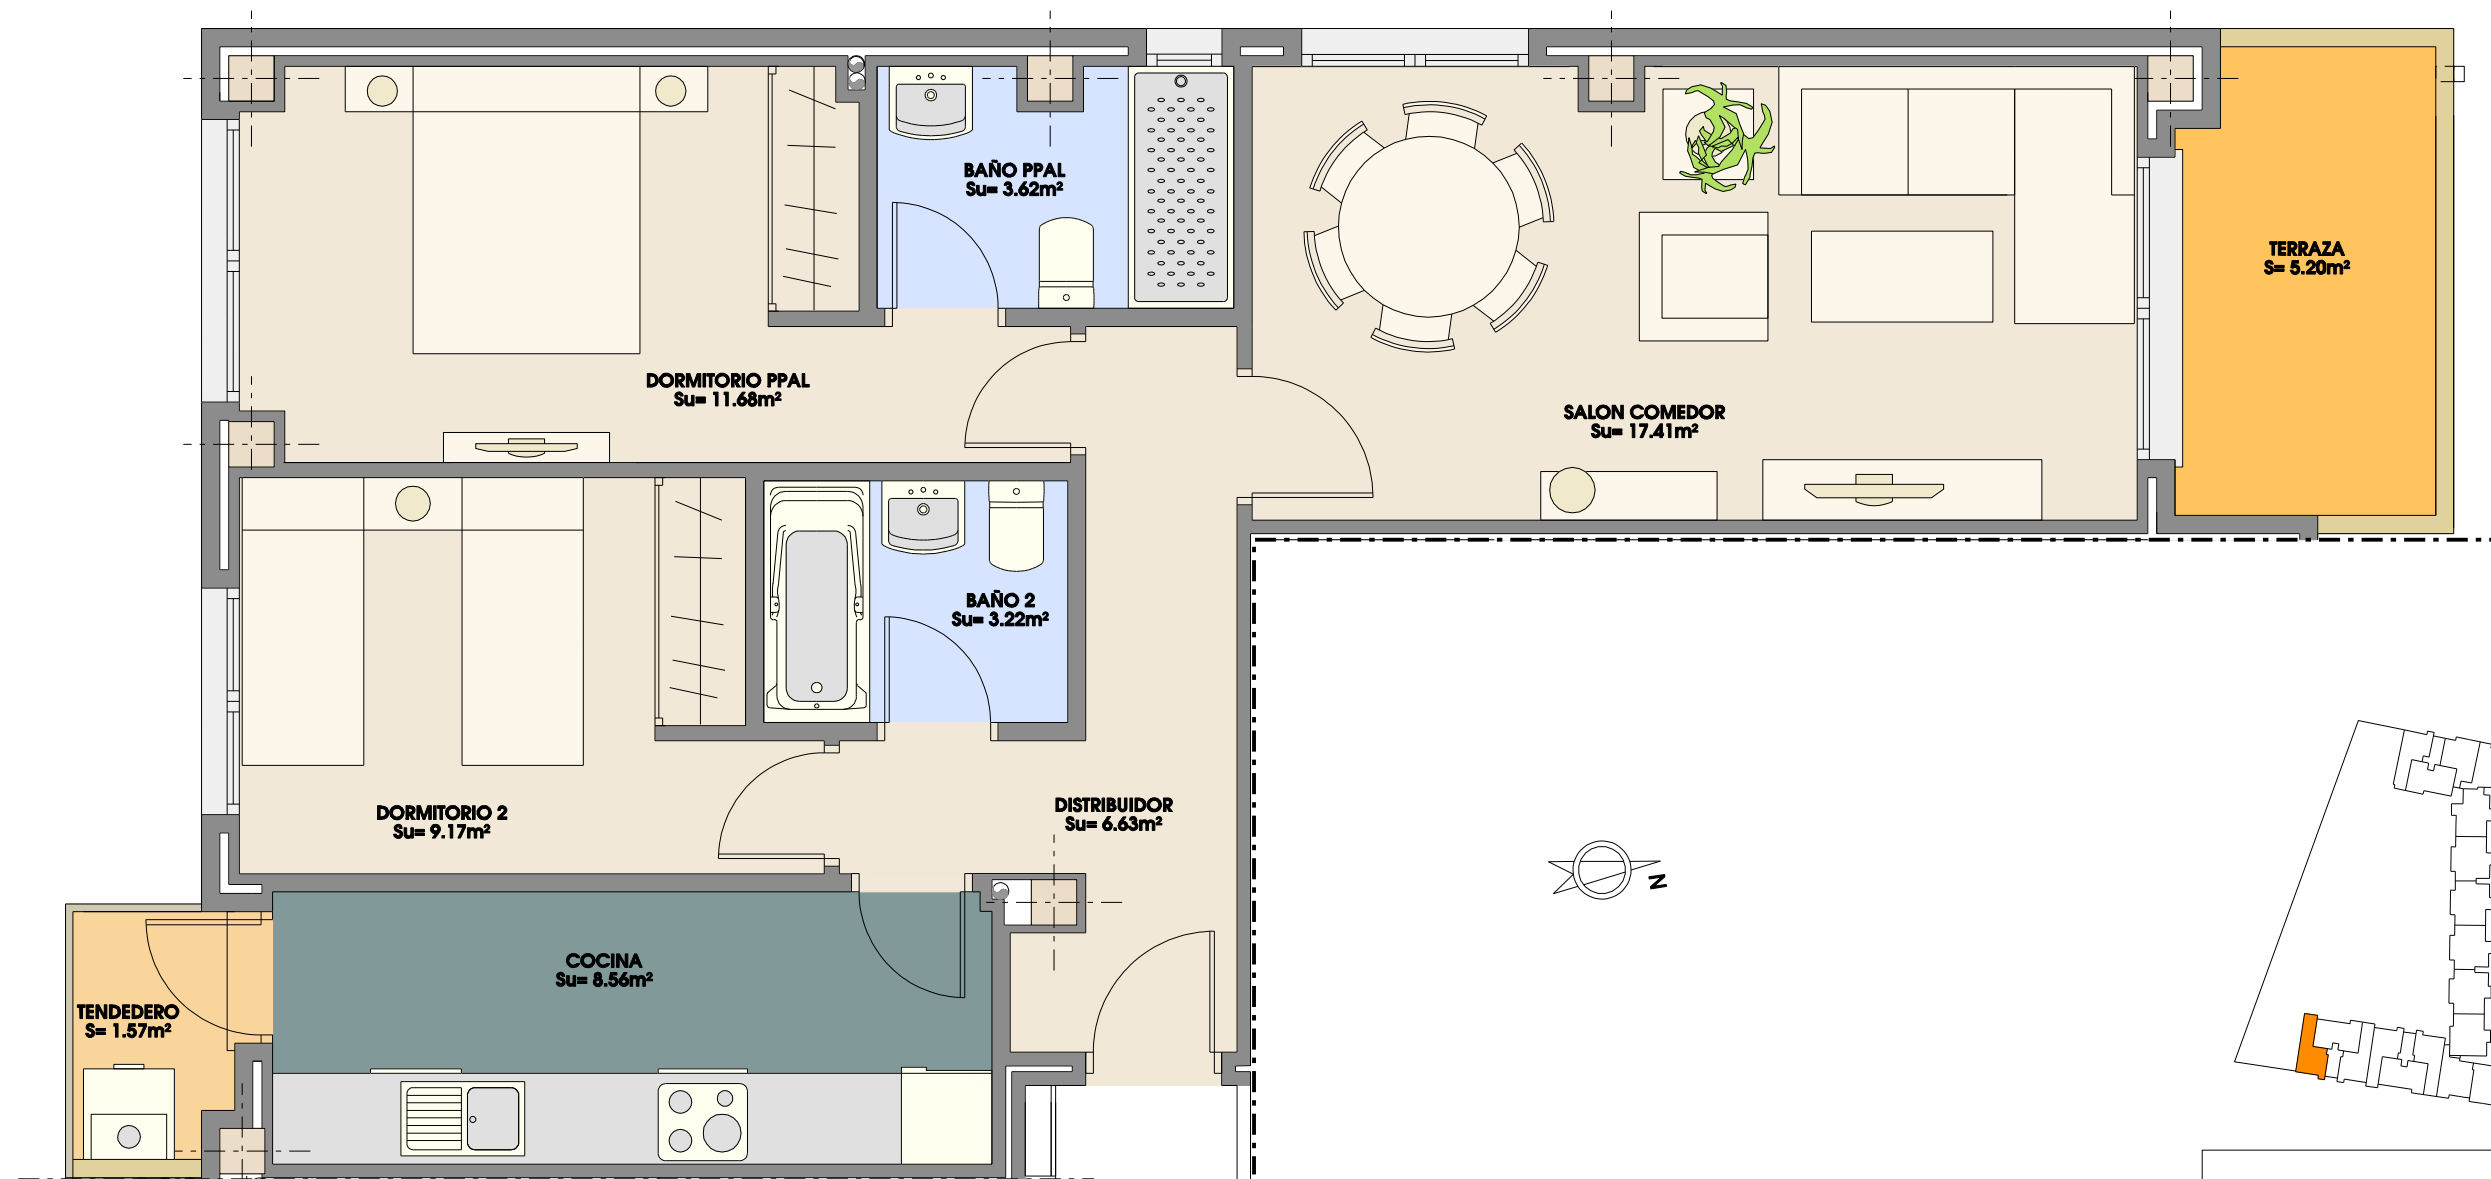 BAÑO PPAL
Su= 3.62m²
TERRAZA
S= 5.20m²
DORMITORIO PPAL
Su= 11.68m²
SALON COMEDOR
Su= 17.41m²
BAÑO 2
Su= 3.22m²
DORMITORIO 2
Su= 9.17m²
DISTRIBUIDOR
Su= 6.63m²
N
COCINA
Su= 8.56m²
TENDEDERO
S= 1.57m²